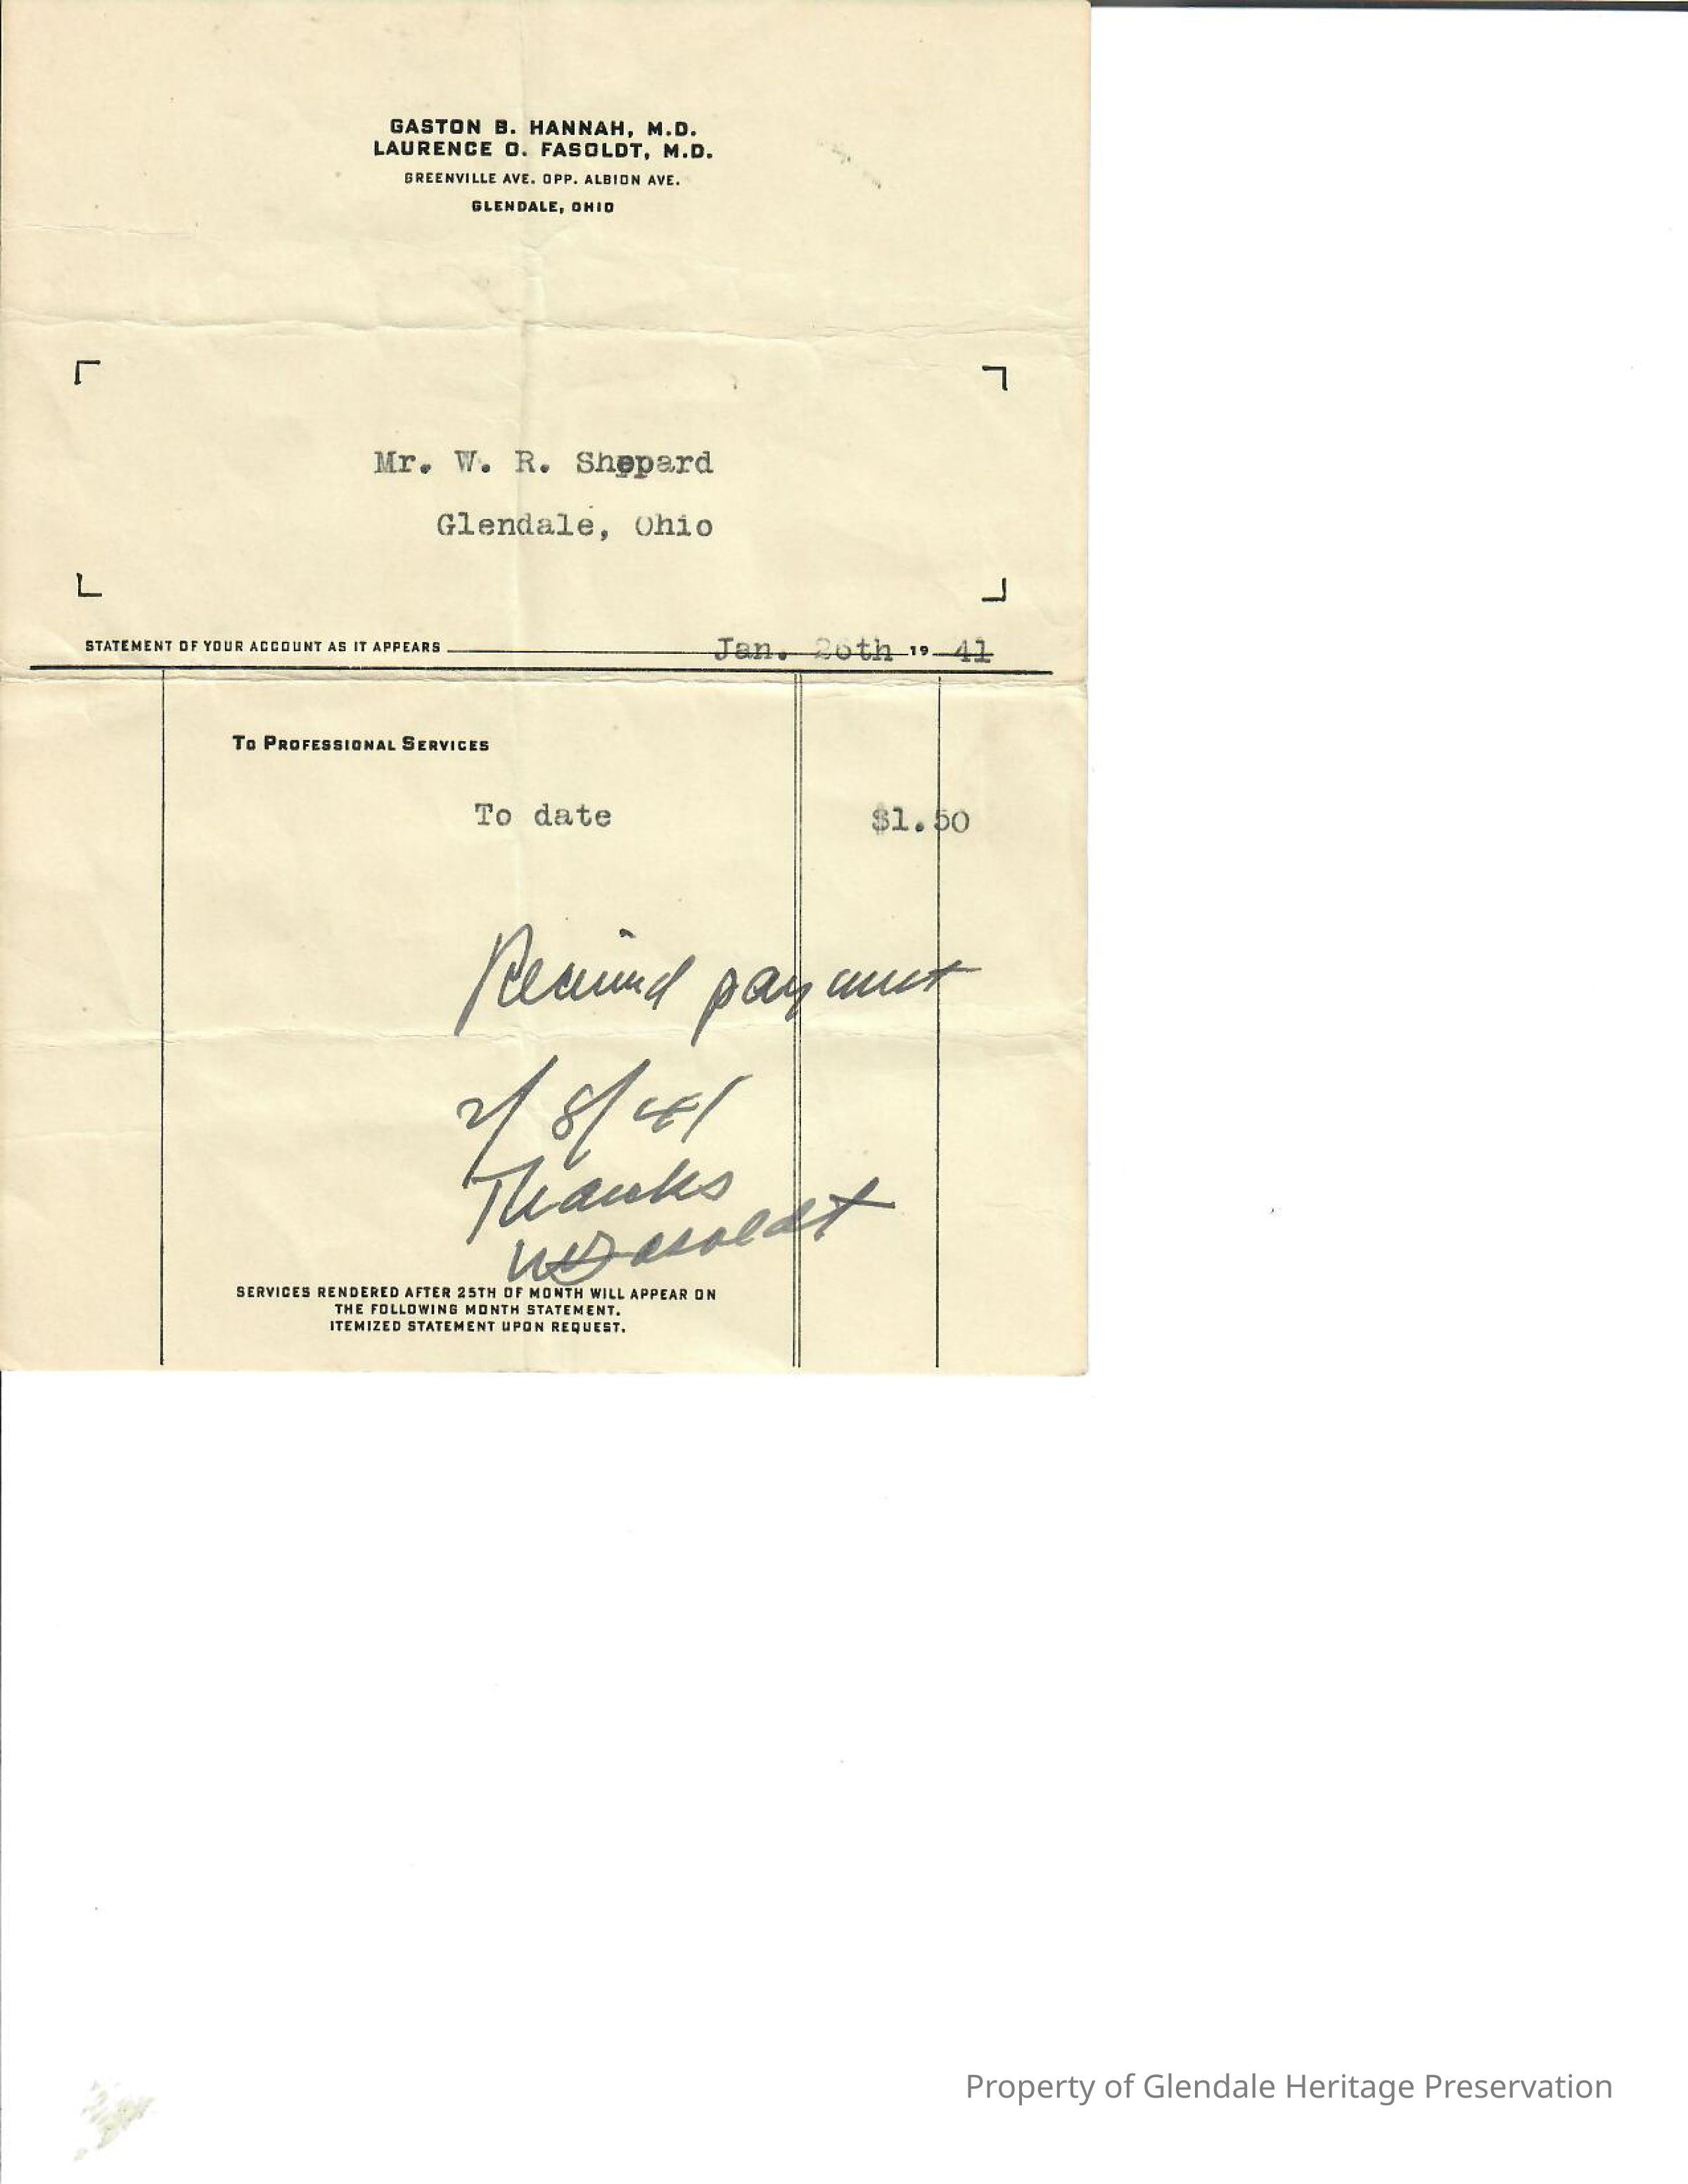 GASTON B. HANNAH, M.D.
LAURENCE O. FASOLDT, M.D.
GREENVILLE AVE. OPP. ALBION AVE.
GLENDALE, OHIO
Mr. W. R. Shepard
Glendale, Ohio
STATEMENT OF YOUR ACCOUNT AS IT APPEARS Jan. 26th 19 41
TO PROFESSIONAL SERVICES
To date $1.50
Received payment
2/8/41
Thanks
Fasoldt
SERVICES RENDERED AFTER 25TH OF MONTH WILL APPEAR ON
THE FOLLOWING MONTH STATEMENT.
ITEMIZED STATEMENT UPON REQUEST.
Property of Glendale Heritage Preservation